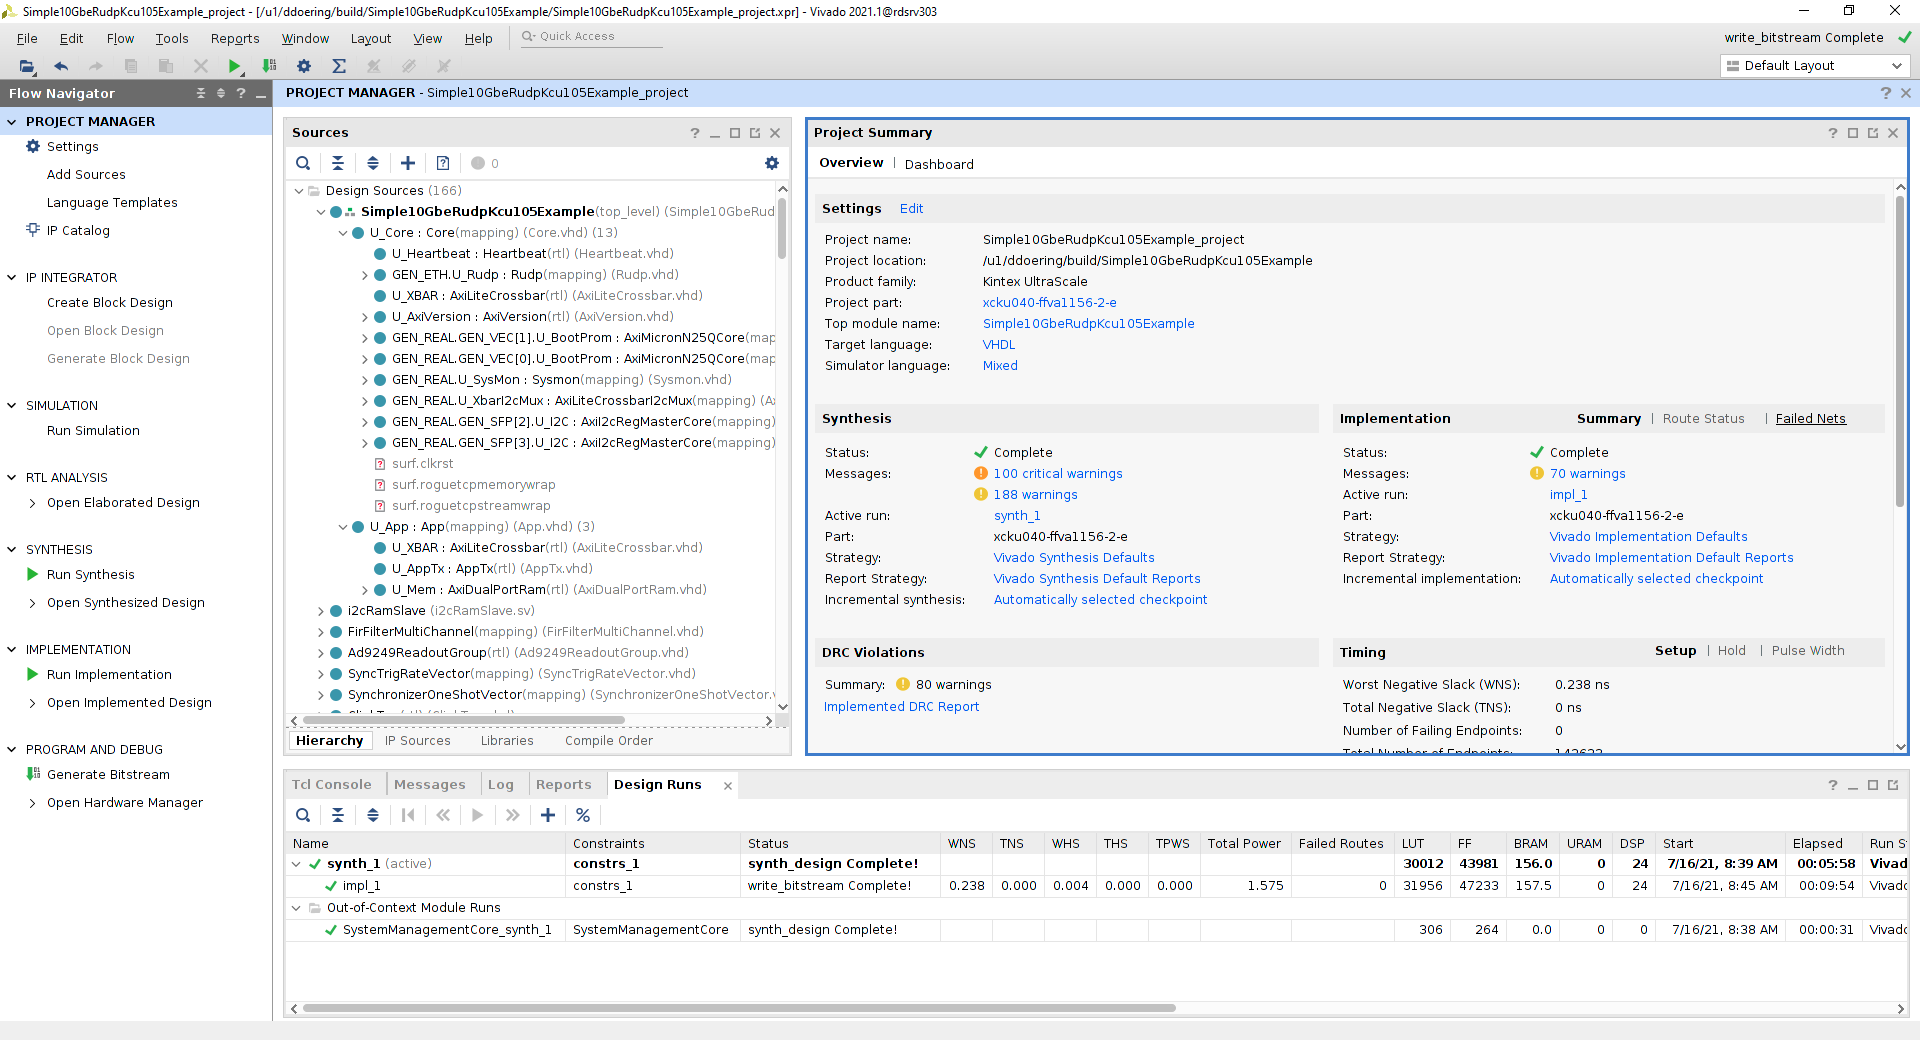 Simple10GbeRudpKcu105Example_project - [/u1/ddoering/build/Simple10GbeRudpKcu105Example/Simple10GbeRudpKcu105Example_project.xpr] - Vivado 2021.1@rdsrv303
File Edit Flow Tools Reports Window Layout View Help Quick Access
write_bitstream Complete
Default Layout
Flow Navigator
PROJECT MANAGER
Settings
Add Sources
Language Templates
IP Catalog
IP INTEGRATOR
Create Block Design
Open Block Design
Generate Block Design
SIMULATION
Run Simulation
RTL ANALYSIS
Open Elaborated Design
SYNTHESIS
Run Synthesis
Open Synthesized Design
IMPLEMENTATION
Run Implementation
Open Implemented Design
PROGRAM AND DEBUG
Generate Bitstream
Open Hardware Manager
PROJECT MANAGER - Simple10GbeRudpKcu105Example_project
Sources
0
Design Sources (166)
Simple10GbeRudpKcu105Example(top_level) (Simple10GbeRud
U_Core : Core(mapping) (Core.vhd) (13)
U_Heartbeat : Heartbeat(rtl) (Heartbeat.vhd)
GEN_ETH.U_Rudp : Rudp(mapping) (Rudp.vhd)
U_XBAR : AxiLiteCrossbar(rtl) (AxiLiteCrossbar.vhd)
U_AxiVersion : AxiVersion(rtl) (AxiVersion.vhd)
GEN_REAL.GEN_VEC[1].U_BootProm : AxiMicronN25QCore(map
GEN_REAL.GEN_VEC[0].U_BootProm : AxiMicronN25QCore(map
GEN_REAL.U_SysMon : Sysmon(mapping) (Sysmon.vhd)
GEN_REAL.U_XbarI2cMux : AxiLiteCrossbarI2cMux(mapping) (A
GEN_REAL.GEN_SFP[2].U_I2C : AxiI2cRegMasterCore(mapping)
GEN_REAL.GEN_SFP[3].U_I2C : AxiI2cRegMasterCore(mapping)
surf.clkrst
surf.roguetcpmemorywrap
surf.roguetcpstreamwrap
U_App : App(mapping) (App.vhd) (3)
U_XBAR : AxiLiteCrossbar(rtl) (AxiLiteCrossbar.vhd)
U_AppTx : AppTx(rtl) (AppTx.vhd)
U_Mem : AxiDualPortRam(rtl) (AxiDualPortRam.vhd)
i2cRamSlave (i2cRamSlave.sv)
FirFilterMultiChannel(mapping) (FirFilterMultiChannel.vhd)
Ad9249ReadoutGroup(rtl) (Ad9249ReadoutGroup.vhd)
SyncTrigRateVector(mapping) (SyncTrigRateVector.vhd)
SynchronizerOneShotVector(mapping) (SynchronizerOneShotVector.v
Hierarchy IP Sources Libraries Compile Order
Project Summary
Overview | Dashboard
Settings Edit
Project name: Simple10GbeRudpKcu105Example_project
Project location: /u1/ddoering/build/Simple10GbeRudpKcu105Example
Product family: Kintex UltraScale
Project part: xcku040-ffva1156-2-e
Top module name: Simple10GbeRudpKcu105Example
Target language: VHDL
Simulator language: Mixed
Synthesis
Status: Complete
Messages: 100 critical warnings
188 warnings
Active run: synth_1
Part: xcku040-ffva1156-2-e
Strategy: Vivado Synthesis Defaults
Report Strategy: Vivado Synthesis Default Reports
Incremental synthesis: Automatically selected checkpoint
Implementation Summary | Route Status | Failed Nets
Status: Complete
Messages: 70 warnings
Active run: impl_1
Part: xcku040-ffva1156-2-e
Strategy: Vivado Implementation Defaults
Report Strategy: Vivado Implementation Default Reports
Incremental implementation: Automatically selected checkpoint
DRC Violations
Summary: 80 warnings
Implemented DRC Report
Timing Setup | Hold | Pulse Width
Worst Negative Slack (WNS): 0.238 ns
Total Negative Slack (TNS): 0 ns
Number of Failing Endpoints: 0
Total Number of Endpoints: 142622
Tcl Console Messages Log Reports Design Runs
Name Constraints Status WNS TNS WHS THS TPWS Total Power Failed Routes LUT FF BRAM URAM DSP Start Elapsed Run S
synth_1 (active) constrs_1 synth_design Complete! 30012 43981 156.0 0 24 7/16/21, 8:39 AM 00:05:58 Vivad
impl_1 constrs_1 write_bitstream Complete! 0.238 0.000 0.004 0.000 0.000 1.575 0 31956 47233 157.5 0 24 7/16/21, 8:45 AM 00:09:54 Vivad
Out-of-Context Module Runs
SystemManagementCore_synth_1 SystemManagementCore synth_design Complete! 306 264 0.0 0 0 7/16/21, 8:38 AM 00:00:31 Vivad